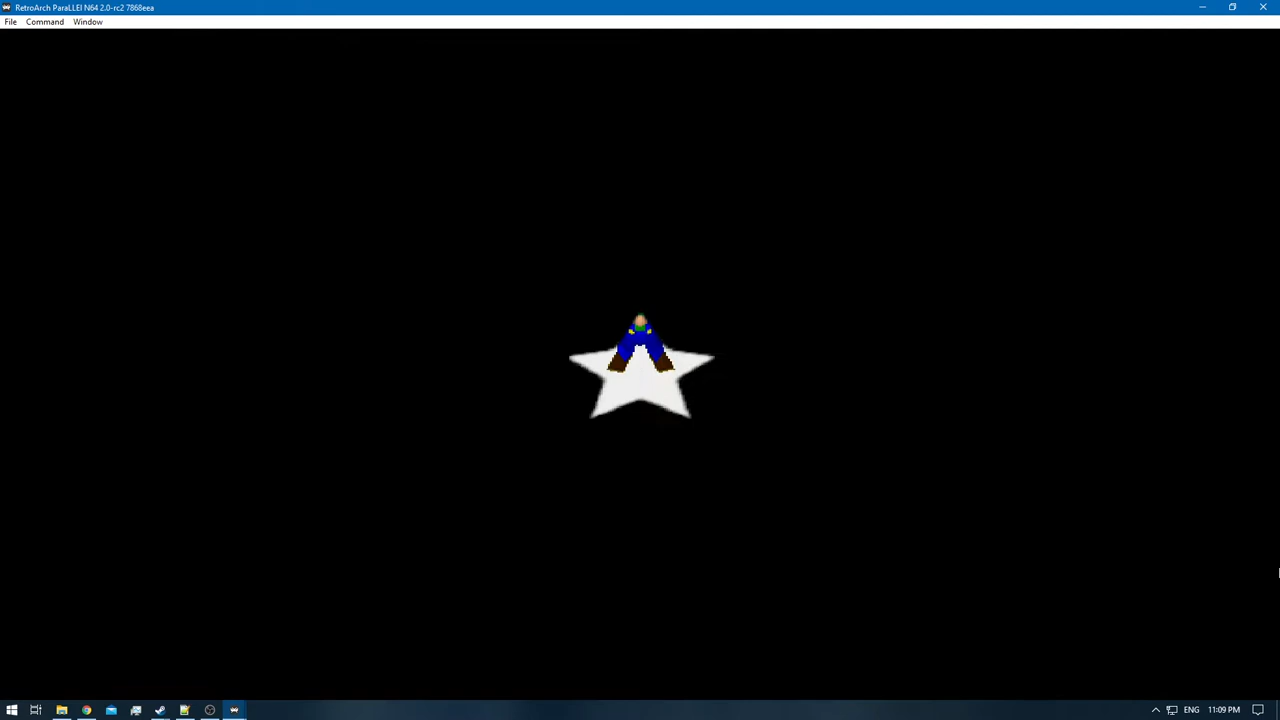 RetroArch ParaLLEl N64 2.0-rc2 7868eea
File Command Window
ENG 11:09 PM